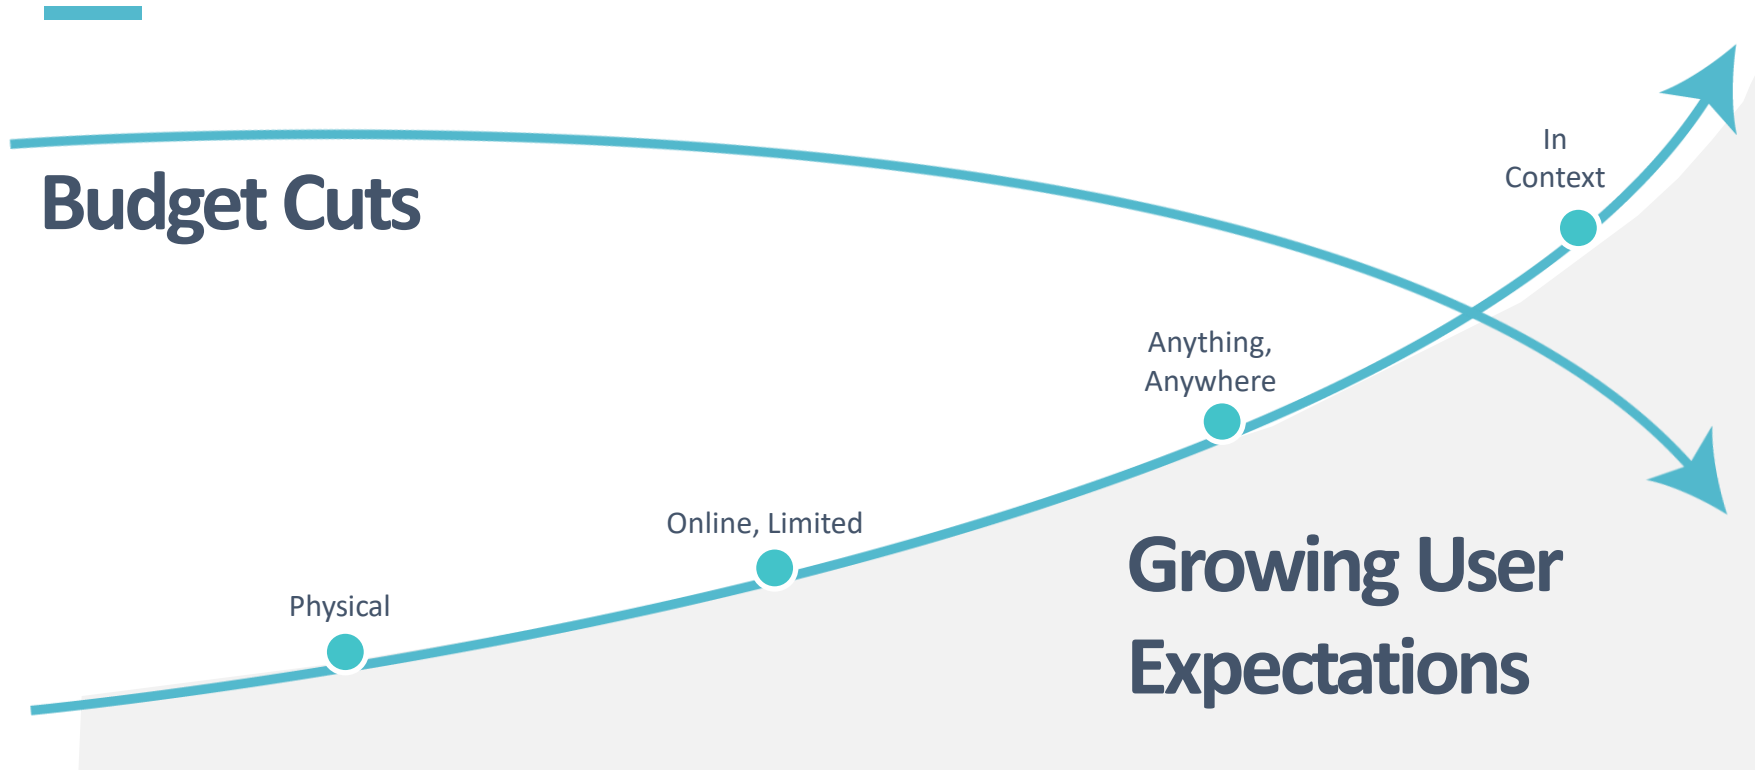 Budget Cuts
In
Context
Anything,
Anywhere
Online, Limited
Physical
Growing User
Expectations